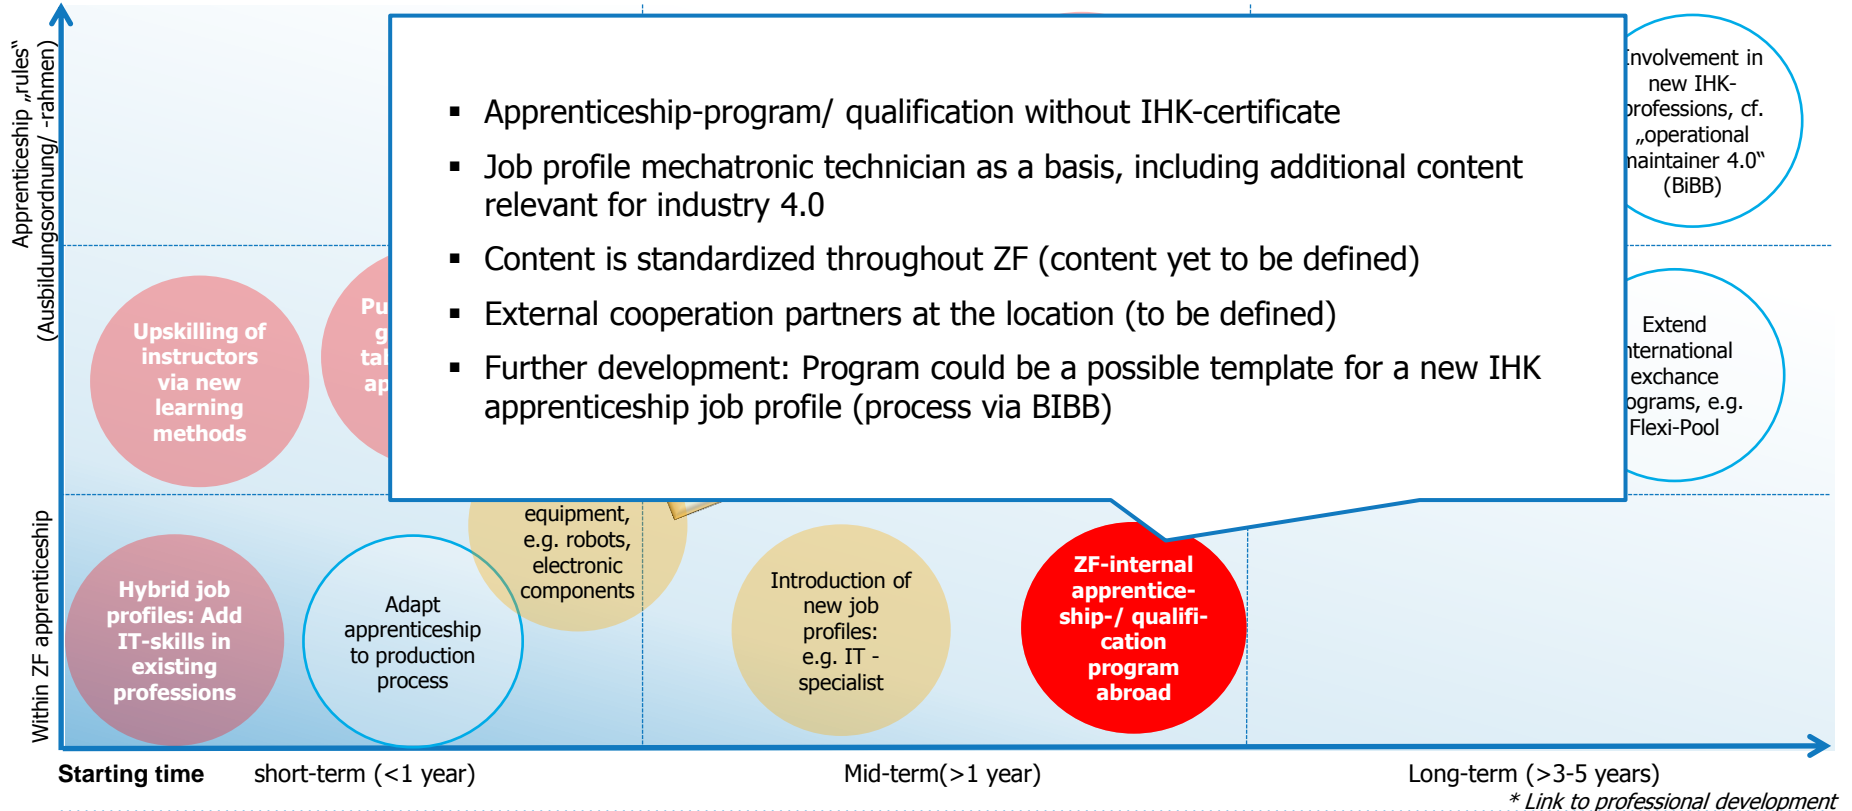 Apprenticeship „rules“
(Ausbildungsordnung/ -rahmen)
▪ Apprenticeship-program/ qualification without IHK-certificate
▪ Job profile mechatronic technician as a basis, including additional content
relevant for industry 4.0
▪ Content is standardized throughout ZF (content yet to be defined)
▪ External cooperation partners at the location (to be defined)
▪ Further development: Program could be a possible template for a new IHK
apprenticeship job profile (process via BIBB)
Involvement in
new IHK-
professions, cf.
„operational
maintainer 4.0“
(BiBB)
Upskilling of
instructors
via new
learning
methods
Extend
international
exchance
programs, e.g.
Flexi-Pool
Within ZF apprenticeship
Hybrid job
profiles: Add
IT-skills in
existing
professions
Adapt
apprenticeship
to production
process
equipment,
e.g. robots,
electronic
components
Introduction of
new job
profiles:
e.g. IT -
specialist
ZF-internal
apprentice-
ship-/ qualifi-
cation
program
abroad
Starting time
short-term (<1 year)
Mid-term(>1 year)
Long-term (>3-5 years)
* Link to professional development